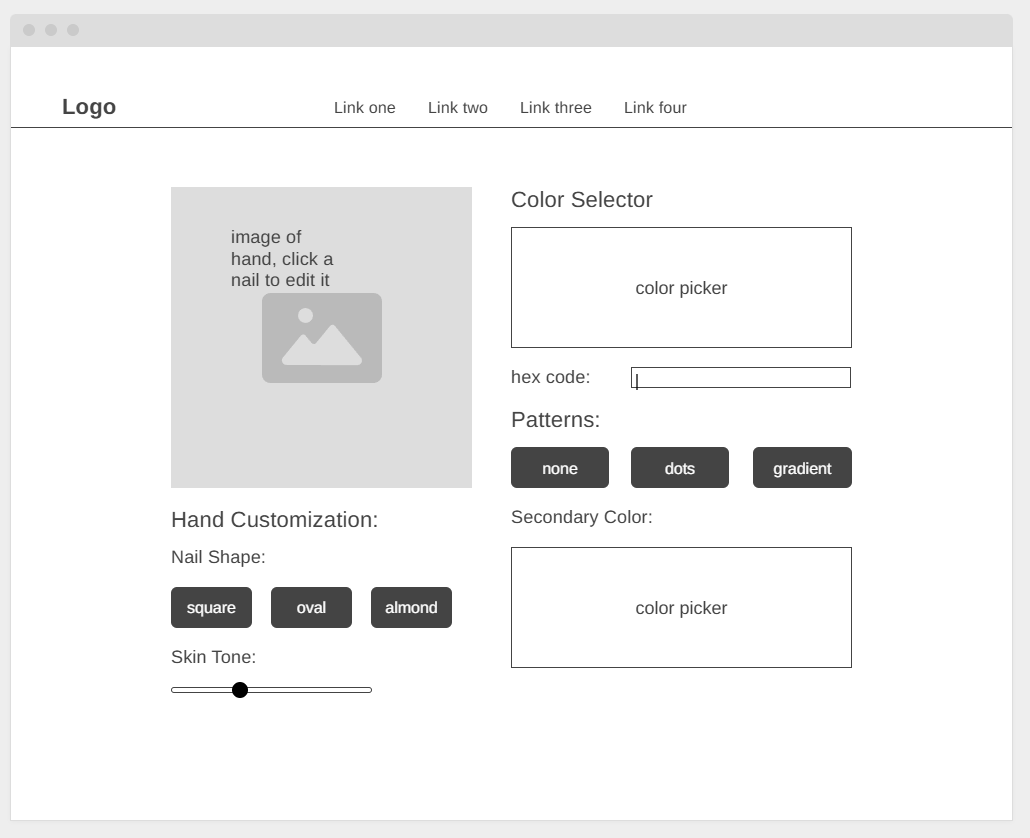 Logo
Link one
Link two
Link three
Link four
image of
hand, click a
nail to edit it
Hand Customization:
Nail Shape:
square
oval
almond
Skin Tone:
Color Selector
color picker
hex code:
Patterns:
none
dots
gradient
Secondary Color:
color picker